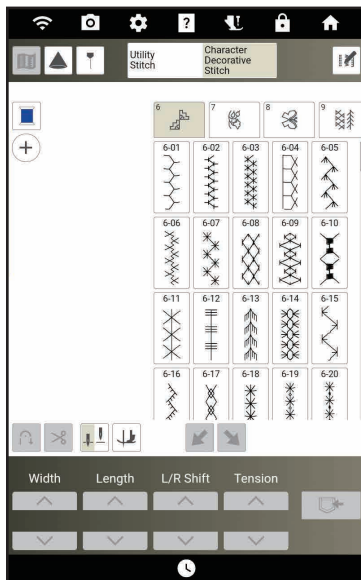 ?
Utility
Stitch
Character
Decorative
Stitch
6 7 8 9
6-01 6-02 6-03 6-04 6-05
6-06 6-07 6-08 6-09 6-10
6-11 6-12 6-13 6-14 6-15
6-16 6-17 6-18 6-19 6-20
Width Length L/R Shift Tension